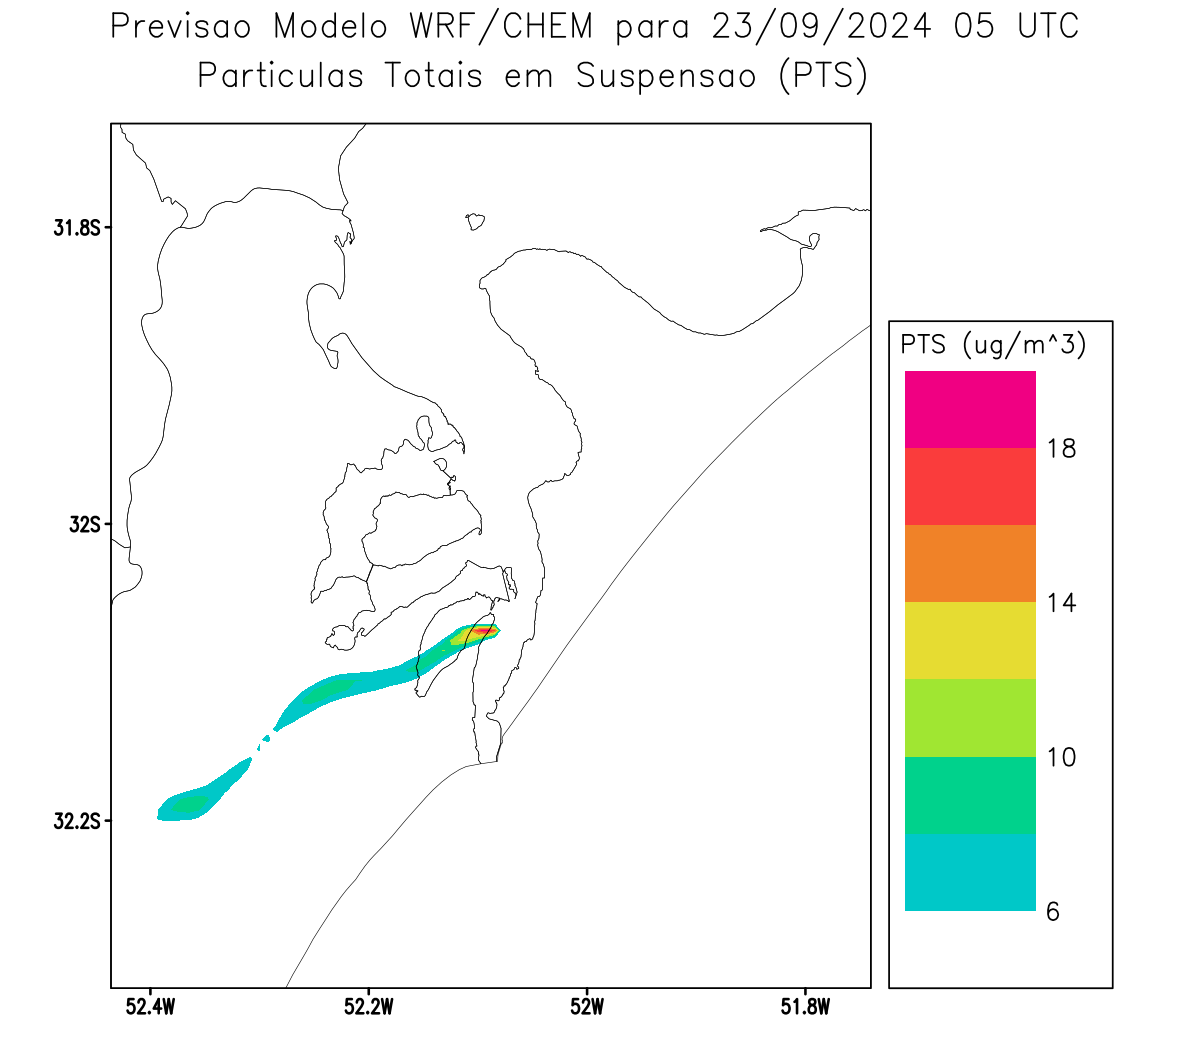 Previsao Modelo WRF/CHEM para 23/09/2024 05 UTC
Particulas Totais em Suspensao (PTS)
31.8S
32S
32.2S
52.4W
52.2W
52W
51.8W
PTS (ug/m^3)
18
14
10
6